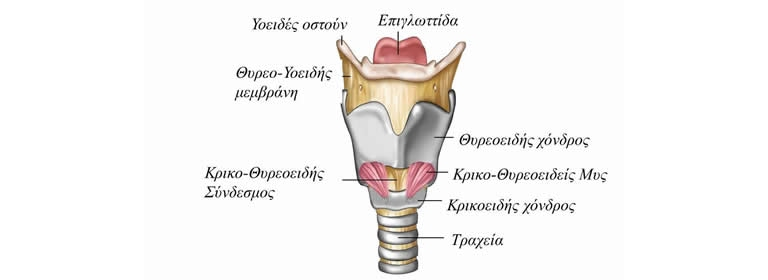 Υοειδές οστούν
Επιγλωττίδα
Θυρεο-Υοειδής
μεμβράνη
Θυρεοειδής χόνδρος
Κρικο-Θυρεοειδής
Σύνδεσμος
Κρικο-Θυρεοειδείς Μυς
Κρικοειδής χόνδρος
Τραχεία